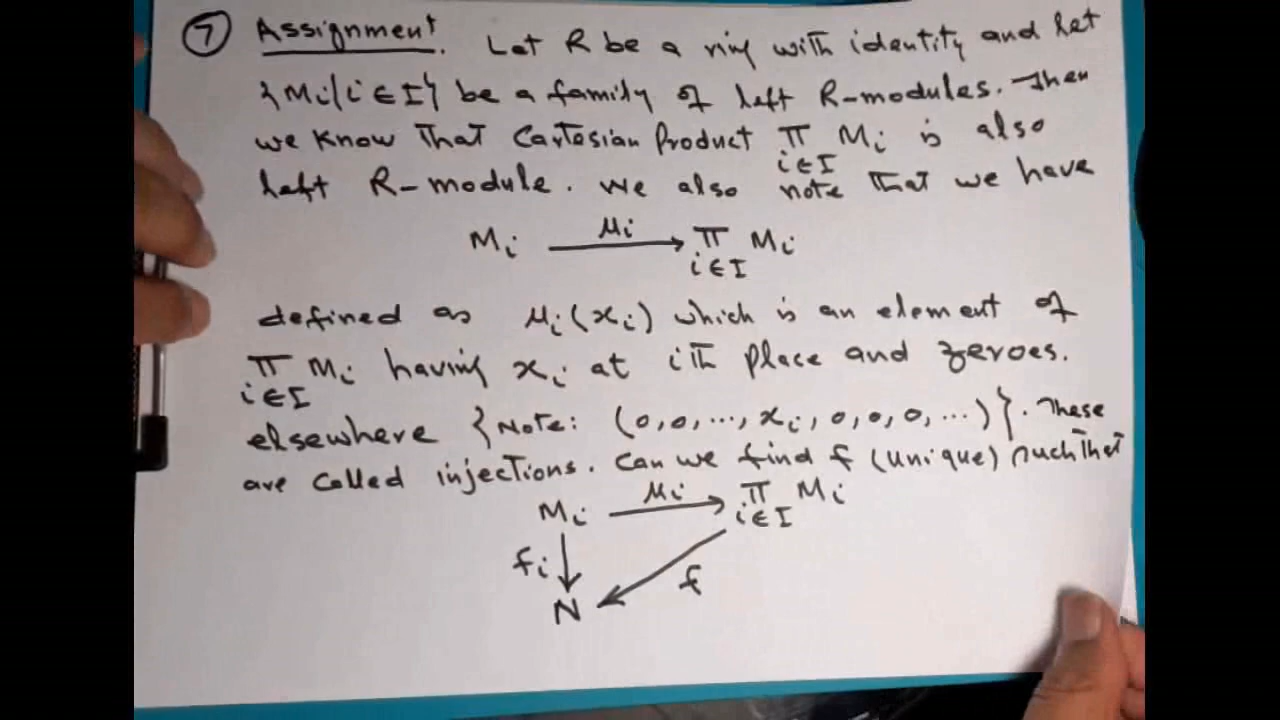 ⑦ Assignment. Let R be a ring with identity and let
{Mi | i ∈ I} be a family of left R-modules. Then
we know that Cartesian Product π Mi is also
i ∈ I
left R-module. We also note that we have
Mi μi π Mi
i ∈ I
defined as μi(xi) which is an element of
π Mi having xi at ith place and zeroes.
i ∈ I
elsewhere {Note: (0,0,...,xi,0,0,0,...)}. These
are called injections. Can we find f (unique) such that
Mi μi π Mi
i ∈ I
fi
f
N